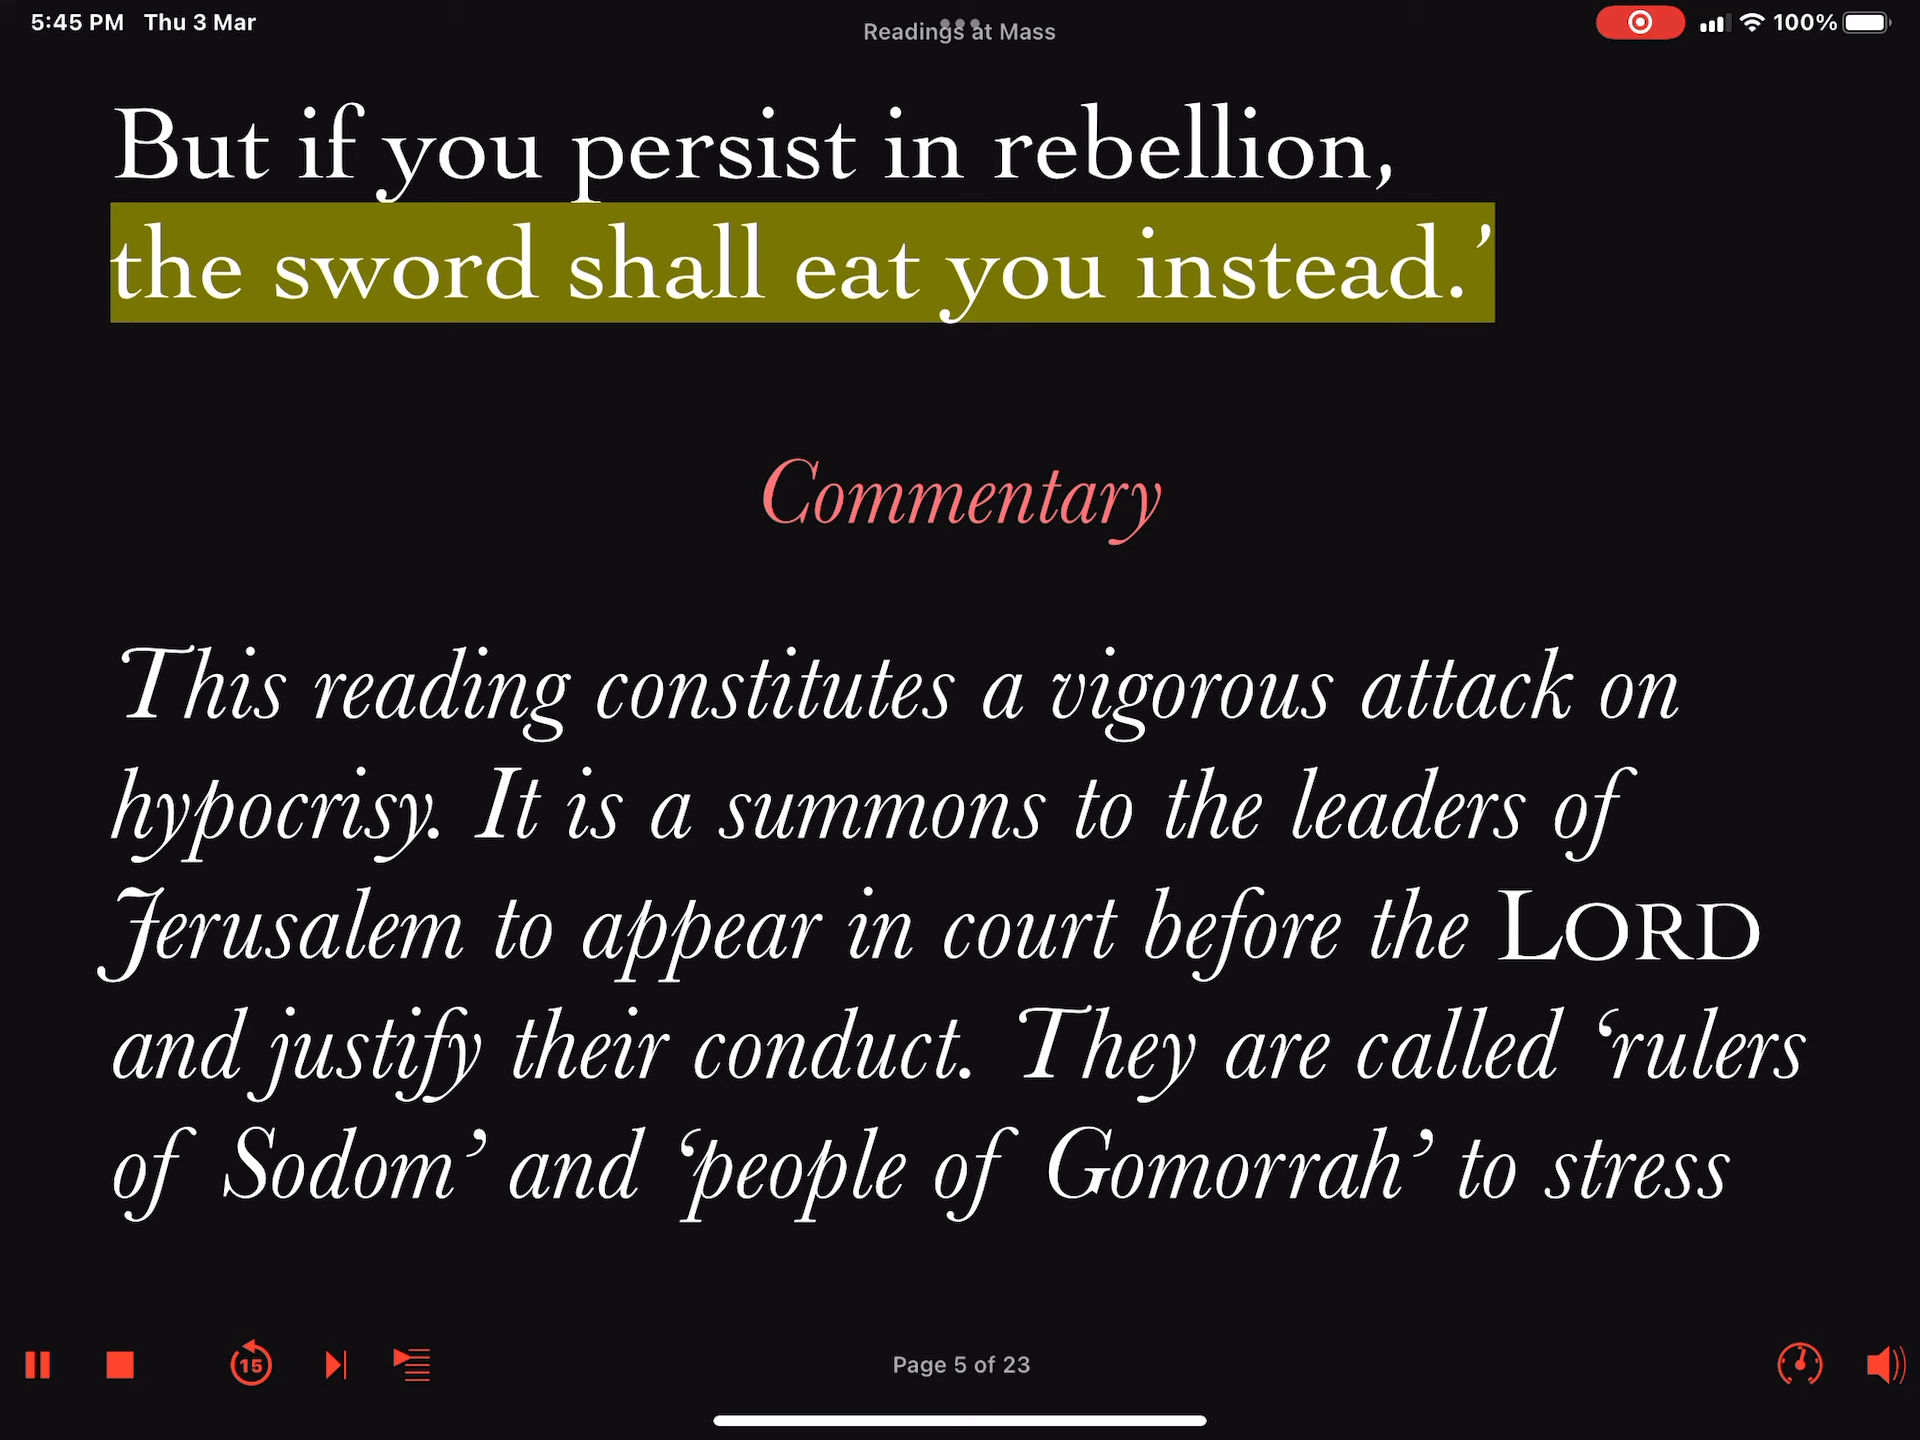 5:45 PM Thu 3 Mar
Readings at Mass
100%
But if you persist in rebellion,
the sword shall eat you instead.’
Commentary
This reading constitutes a vigorous attack on
hypocrisy. It is a summons to the leaders of
Jerusalem to appear in court before the LORD
and justify their conduct. They are called ‘rulers
of Sodom’ and ‘people of Gomorrah’ to stress
15
Page 5 of 23